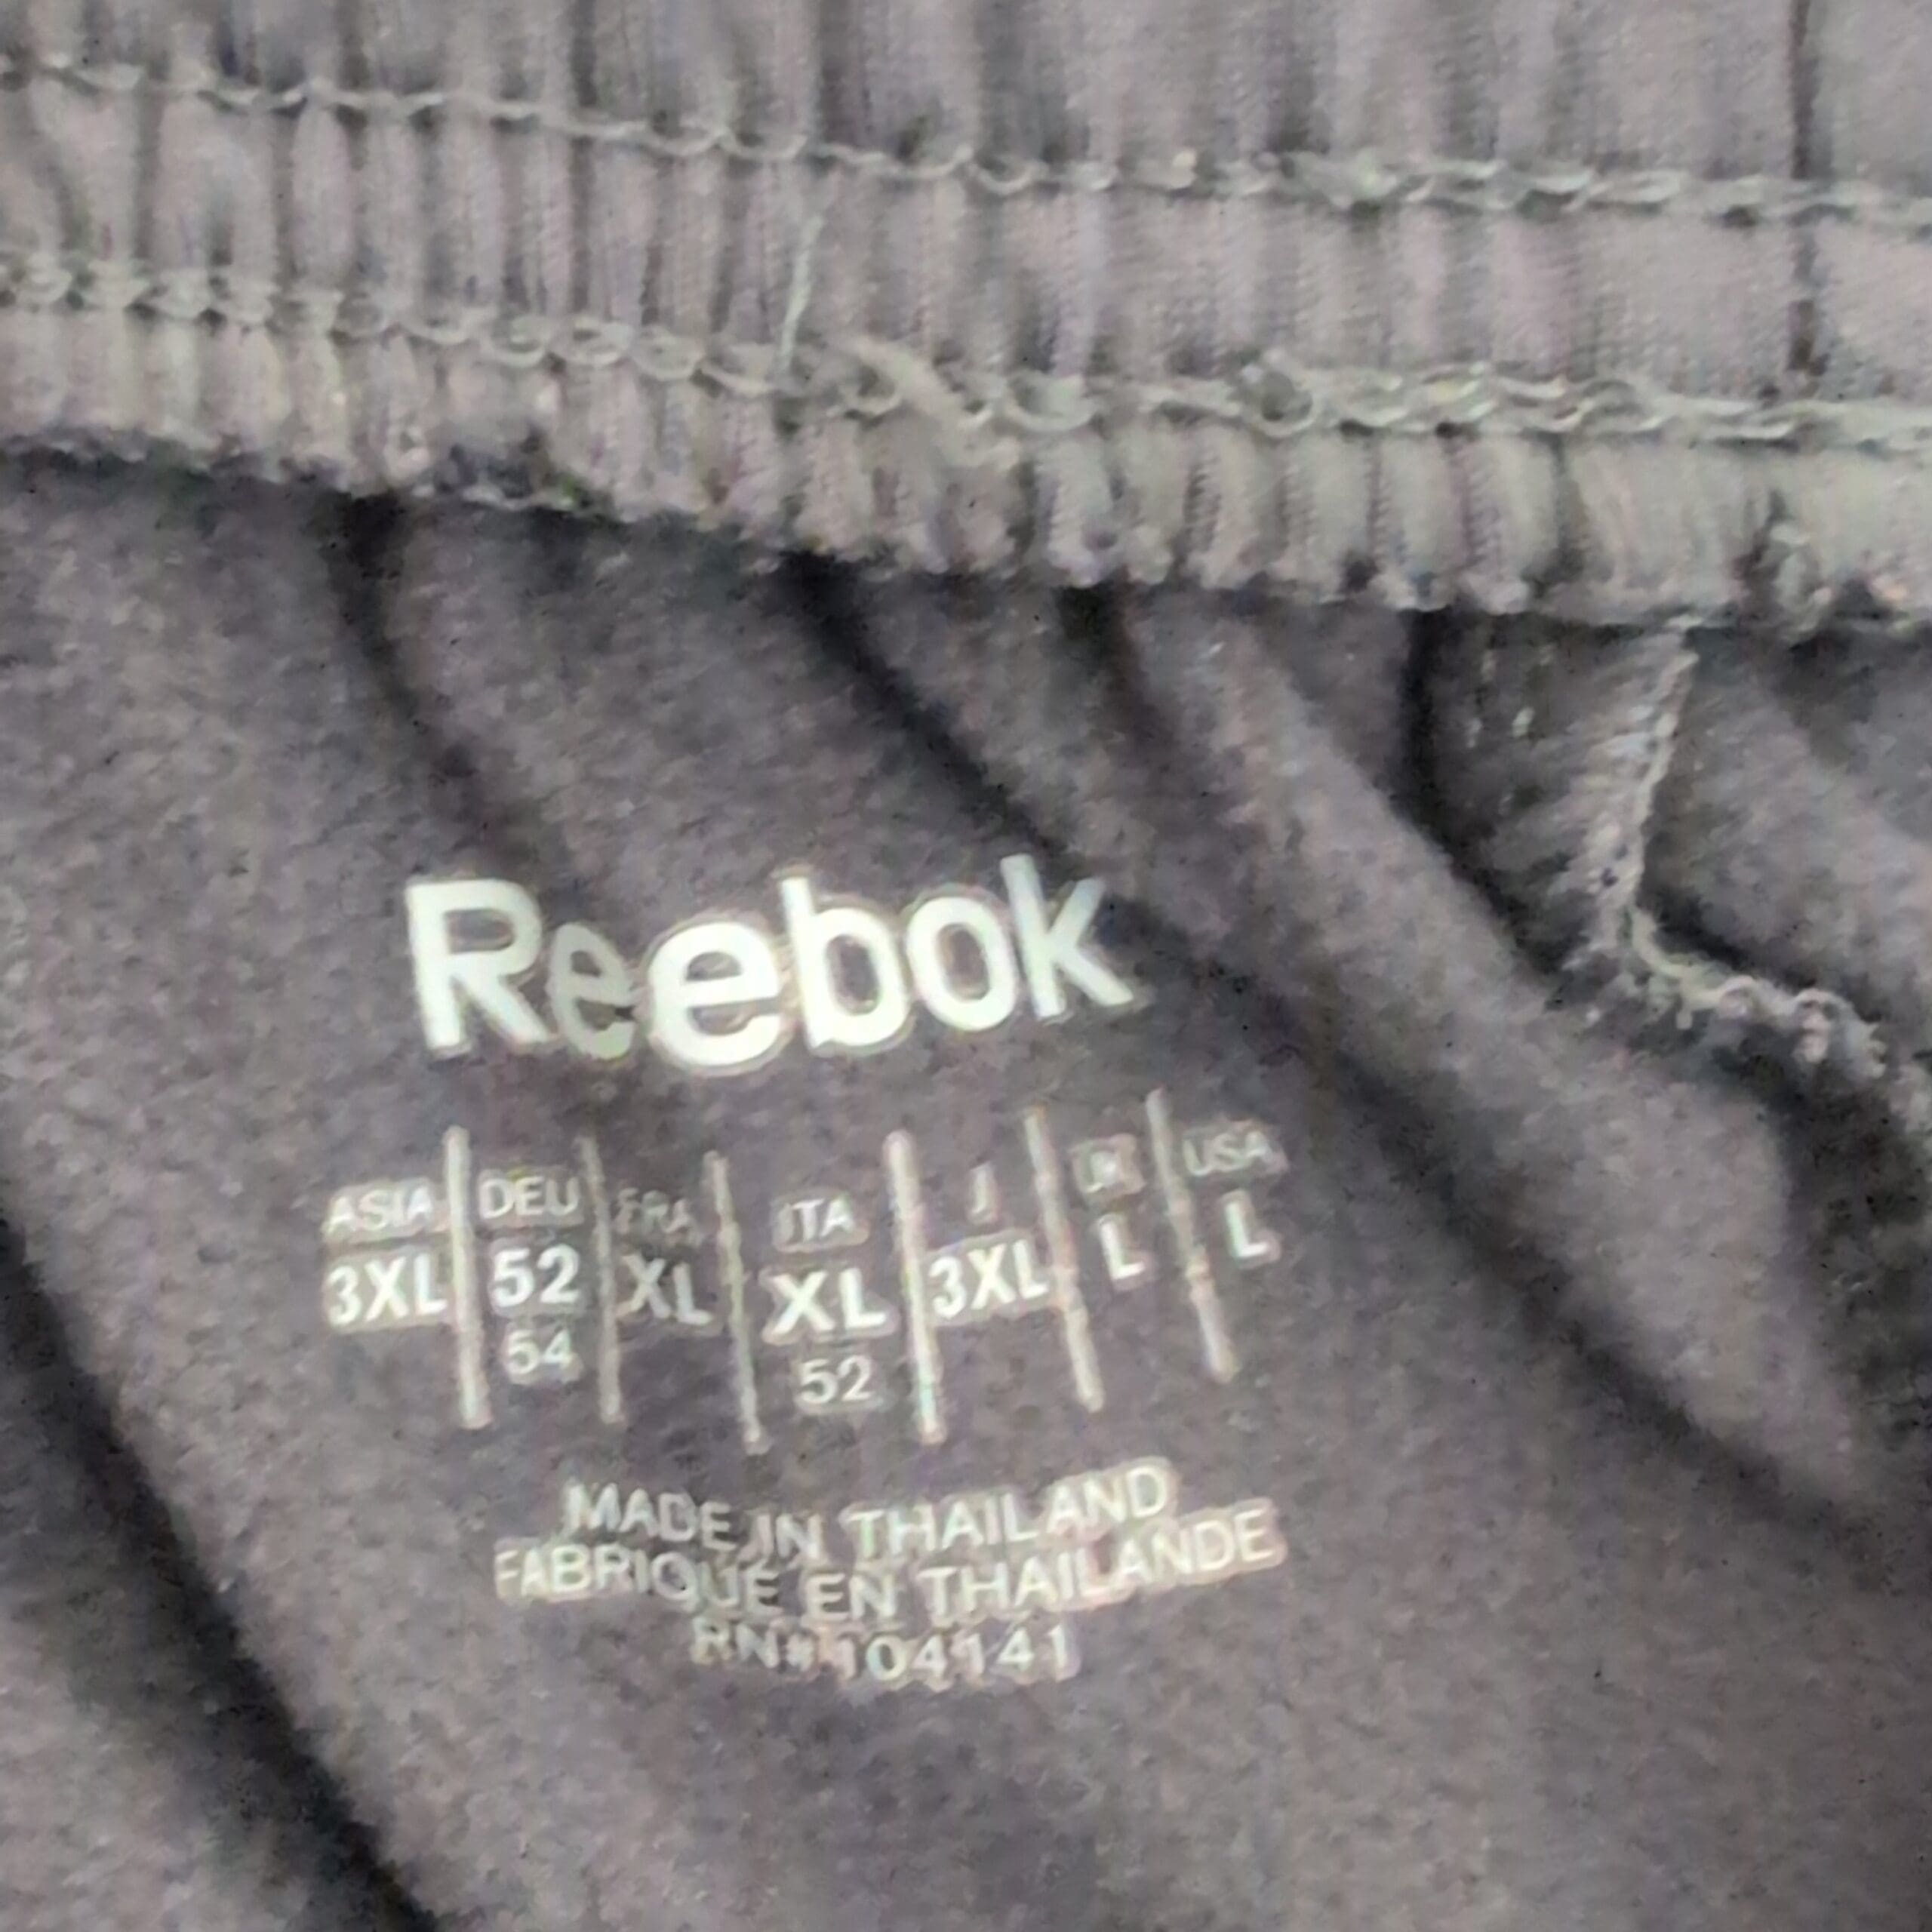 Reebok
ASIA DEU FRA ITA J UK USA
3XL 52 XL XL 3XL L L
54 52
MADE IN THAILAND
FABRIQUÉ EN THAILANDE
RN# 104141